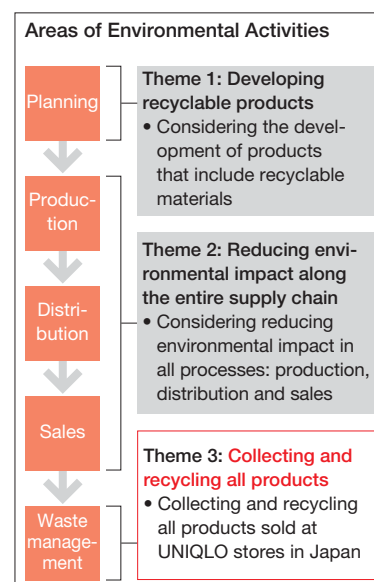 Areas of Environmental Activities
Planning
Theme 1: Developing
recyclable products
• Considering the devel-
opment of products
that include recyclable
materials
Produc-
tion
Distri-
bution
Sales
Theme 2: Reducing envi-
ronmental impact along
the entire supply chain
• Considering reducing
environmental impact in
all processes: production,
distribution and sales
Waste
manage-
ment
Theme 3: Collecting and
recycling all products
• Collecting and recycling
all products sold at
UNIQLO stores in Japan